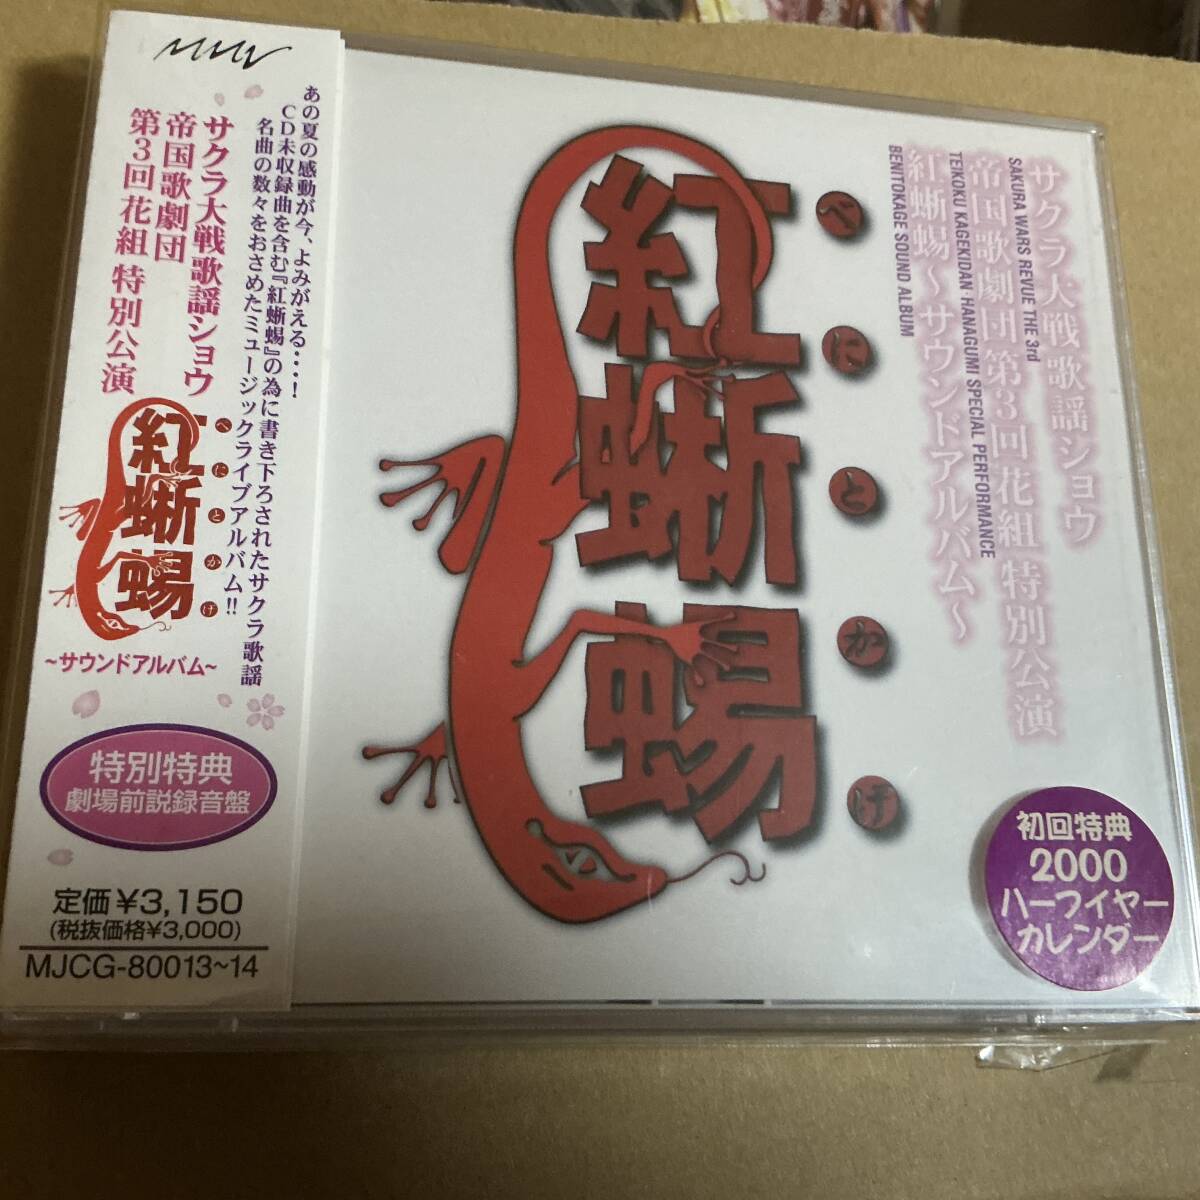 あの夏の感動が今、よみがえる・・・!
CD未収録曲を含む『紅蜥蜴』の為に書き下ろされたサクラ歌謡
名曲の数々をおさめたミュージックライブアルバム!!
サクラ大戦歌謡ショウ
帝国歌劇団
第3回花組 特別公演
紅蜥蜴
べにとかげ
~サウンドアルバム~
特別特典
劇場前説録音盤
定価¥3,150
(税抜価格¥3,000)
MJCG-80013~14
サクラ大戦歌謡ショウ
SAKURA WARS REVUE THE 3rd
帝国歌劇団第3回花組特別公演
TEIKOKU KAGEKIDAN・HANAGUMI SPECIAL PERFORMANCE
紅蜥蜴~サウンドアルバム~
BENITOKAGE SOUND ALBUM
べにとかげ
紅蜥蜴
初回特典
2000
ハーフイヤー
カレンダー